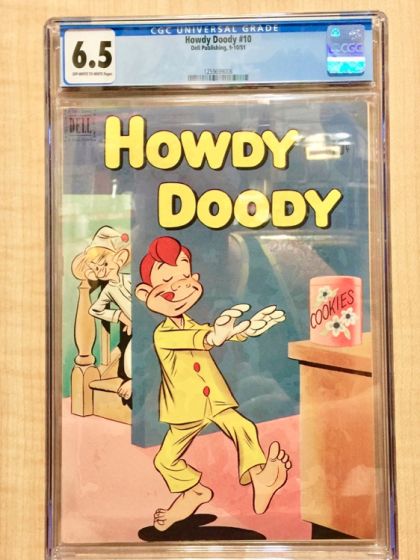 CGC UNIVERSAL GRADE
6.5
OFF-WHITE TO WHITE Pages
Howdy Doody #10
Dell Publishing, 9-10/51
CGC
DELL
HOWDY
DOODY
COOKIES